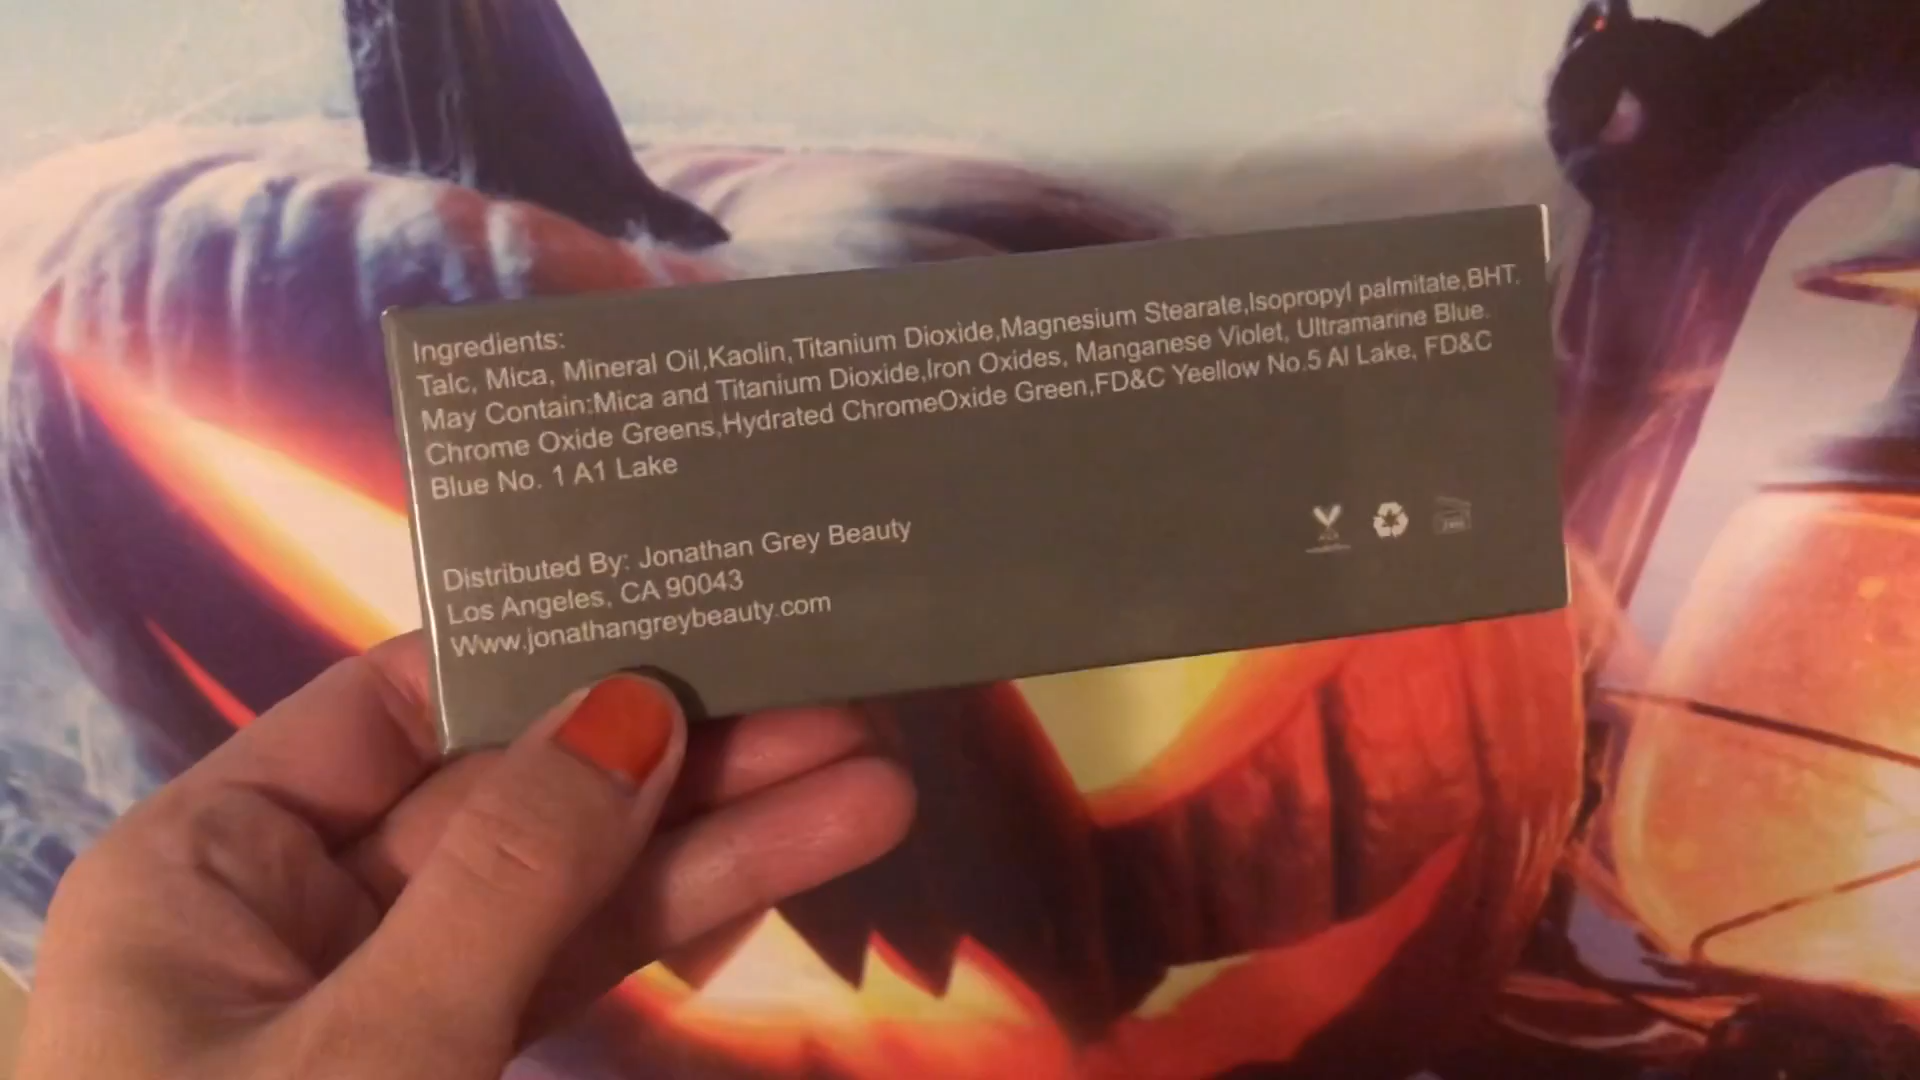 Ingredients:
Talc, Mica, Mineral Oil,Kaolin,Titanium Dioxide,Magnesium Stearate,Isopropyl palmitate,BHT.
May Contain:Mica and Titanium Dioxide,Iron Oxides, Manganese Violet, Ultramarine Blue.
Chrome Oxide Greens,Hydrated ChromeOxide Green,FD&C Yeellow No.5 Al Lake, FD&C
Blue No. 1 A1 Lake
Distributed By: Jonathan Grey Beauty
Los Angeles, CA 90043
Www.jonathangreybeauty.com